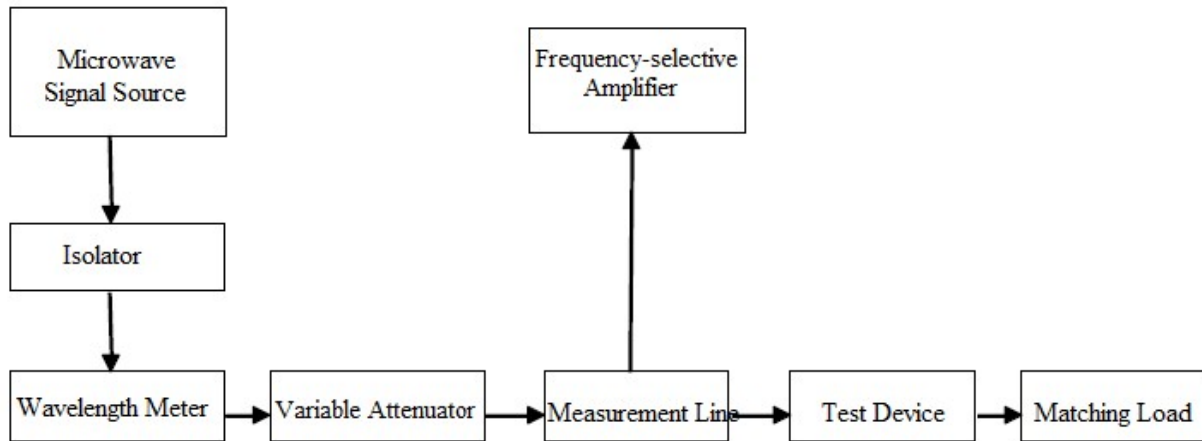 Microwave
Signal Source
Frequency-selective
Amplifier
Isolator
Wavelength Meter
Variable Attenuator
Measurement Line
Test Device
Matching Load